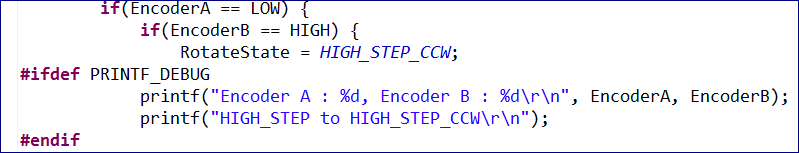 if(EncoderA == LOW) {
if(EncoderB == HIGH) {
RotateState = HIGH_STEP_CCW;
#ifdef PRINTF_DEBUG
printf("Encoder A : %d, Encoder B : %d\r\n", EncoderA, EncoderB);
printf("HIGH_STEP to HIGH_STEP_CCW\r\n");
#endif